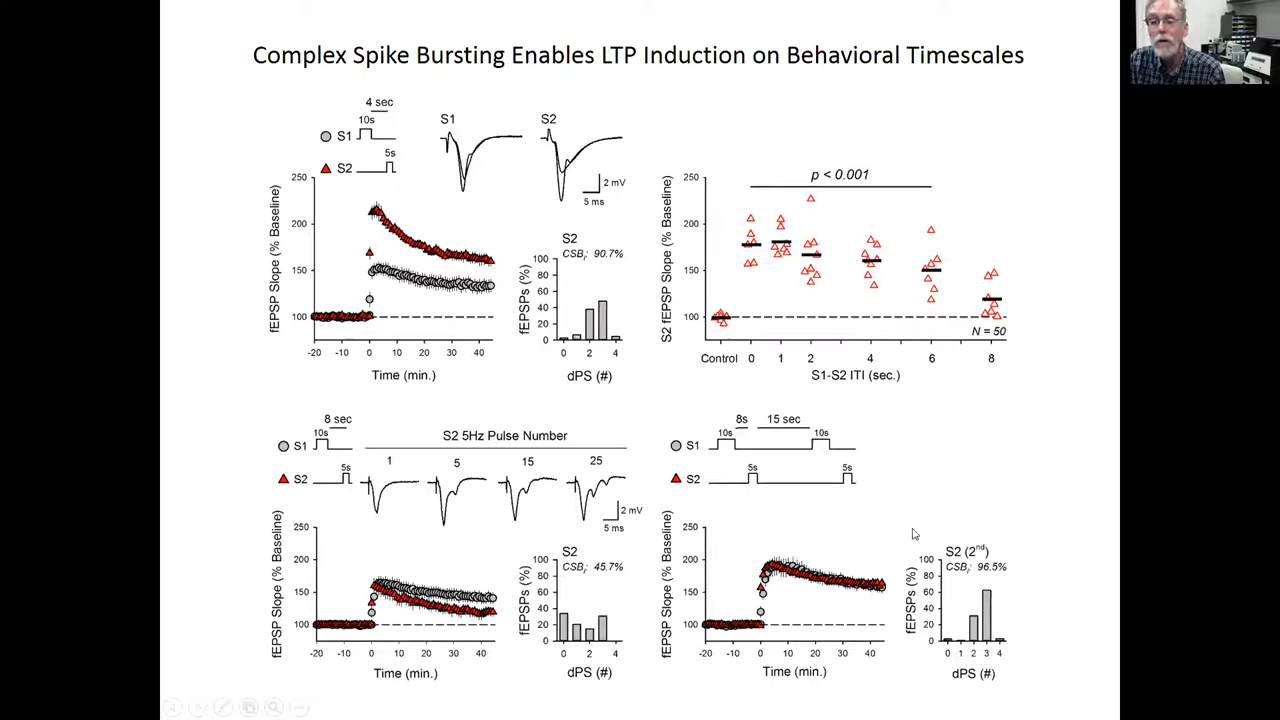 Complex Spike Bursting Enables LTP Induction on Behavioral Timescales
4 sec
10s
S1
5s
S2
S1
S2
2 mV
5 ms
250
200
150
100
fEPSP Slope (% Baseline)
-20 -10 0 10 20 30 40
Time (min.)
S2
CSBI: 90.7%
100
80
60
40
20
0
fEPSPs (%)
0 2 4
dPS (#)
p < 0.001
250
200
150
100
S2 fEPSP Slope (% Baseline)
N = 50
Control 0 1 2 4 6 8
S1-S2 ITI (sec.)
8 sec
10s
S1
5s
S2
S2 5Hz Pulse Number
1 5 15 25
2 mV
5 ms
250
200
150
100
fEPSP Slope (% Baseline)
-20 -10 0 10 20 30 40
Time (min.)
S2
CSBI: 45.7%
100
80
60
40
20
0
fEPSPs (%)
0 2 4
dPS (#)
8s 15 sec
10s 10s
S1
5s 5s
S2
250
200
150
100
fEPSP Slope (% Baseline)
-20 -10 0 10 20 30 40
Time (min.)
S2 (2nd)
CSBI: 96.5%
100
80
60
40
20
0
fEPSPs (%)
0 1 2 3 4
dPS (#)